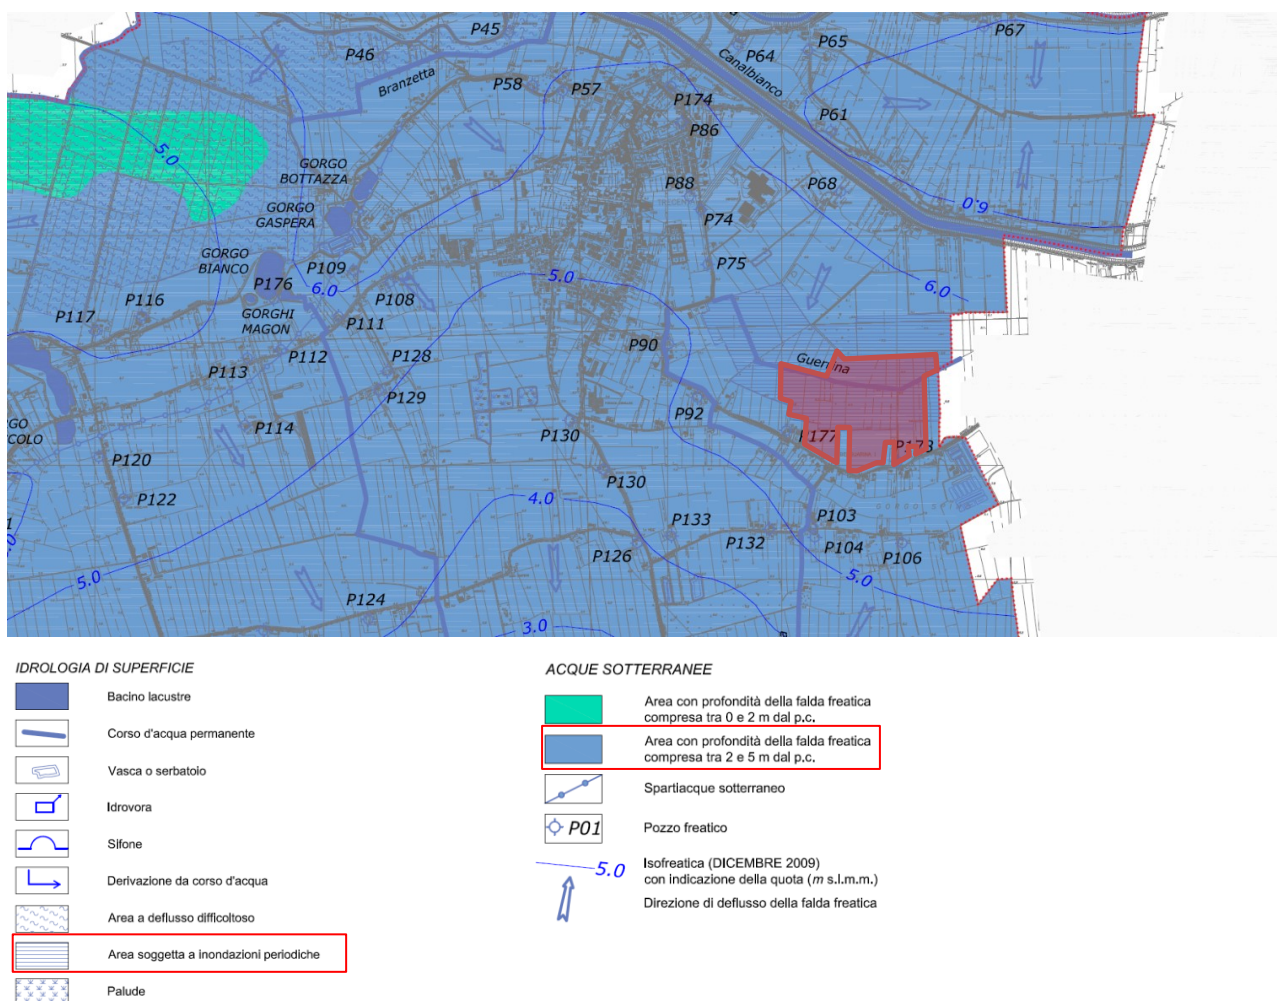 P45
P67
P65
P46
P64
Canalbianco
Branzetta
P58
P57
P174
P61
P86
5.0
GORGO
BOTTAZZA
P88
P68
GORGO
GASPERA
6.0
P74
GORGO
BIANCO
P109
P75
P176
5.0
6.0
6.0
P116
P108
GORGHI
MAGON
P117
P111
P90
P112
P128
Guerrina
P113
P129
P92
P114
P130
P177
P178
GO
COLO
P120
P130
P122
4.0
P133
P103
P132
P104
P126
P106
5.0
5.0
P124
3.0
IDROLOGIA DI SUPERFICIE
Bacino lacustre
Corso d'acqua permanente
Vasca o serbatoio
Idrovora
Sifone
Derivazione da corso d'acqua
Area a deflusso difficoltoso
Area soggetta a inondazioni periodiche
Palude
ACQUE SOTTERRANEE
Area con profondità della falda freatica
compresa tra 0 e 2 m dal p.c.
Area con profondità della falda freatica
compresa tra 2 e 5 m dal p.c.
Spartiacque sotterraneo
P01
Pozzo freatico
5.0
Isofreatica (DICEMBRE 2009)
con indicazione della quota (m s.l.m.m.)
Direzione di deflusso della falda freatica